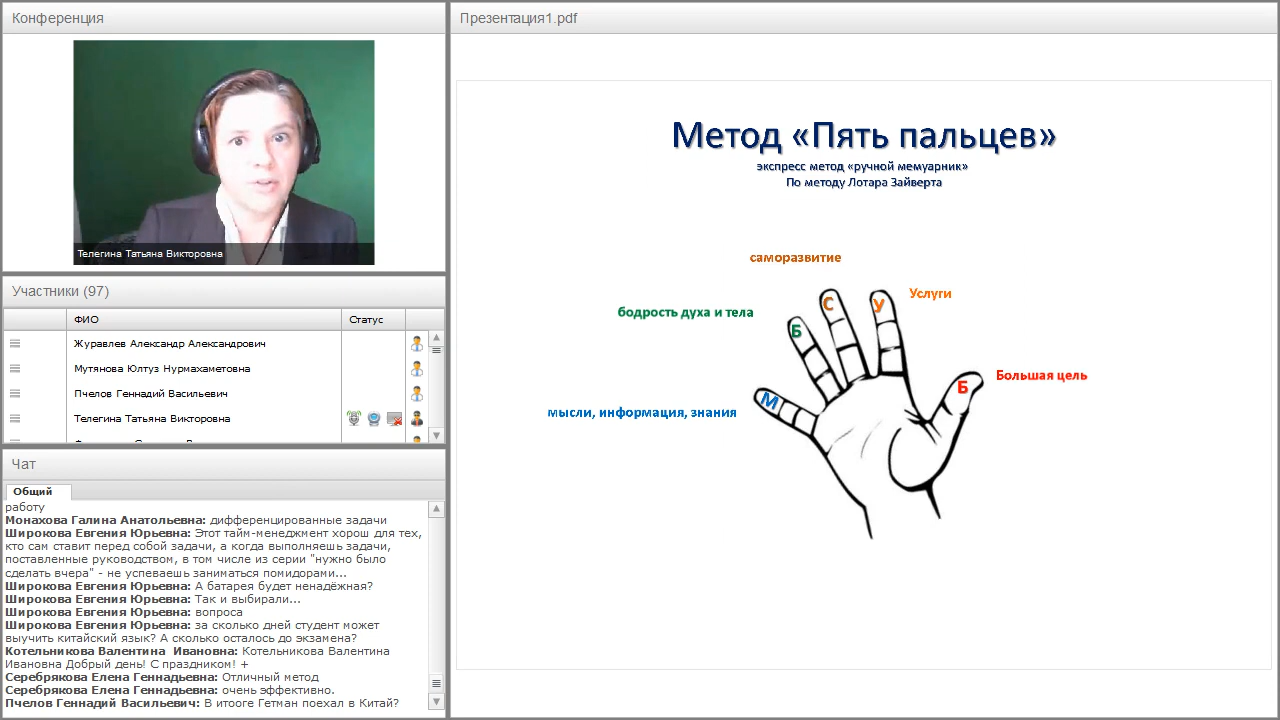 Конференция
Телегина Татьяна Викторовна
Участники (97)
ФИО
Статус
Журавлев Александр Александрович
Мутянова Юлтуз Нурмахаметовна
Пчелов Геннадий Васильевич
Телегина Татьяна Викторовна
Чат
Общий
работу
Монахова Галина Анатольевна: дифференцированные задачи
Широкова Евгения Юрьевна: Этот тайм-менеджмент хорош для тех,
кто сам ставит перед собой задачи, а когда выполняешь задачи,
поставленные руководством, в том числе из серии "нужно было
сделать вчера" - не успеваешь заниматься помидорами...
Широкова Евгения Юрьевна: А батарея будет ненадёжная?
Широкова Евгения Юрьевна: Так и выбирали...
Широкова Евгения Юрьевна: вопроса
Широкова Евгения Юрьевна: за сколько дней студент может
выучить китайский язык? А сколько осталось до экзамена?
Котельникова Валентина Ивановна: Котельникова Валентина
Ивановна Добрый день! С праздником! +
Серебрякова Елена Геннадьевна: Отличный метод
Серебрякова Елена Геннадьевна: очень эффективно.
Пчелов Геннадий Васильевич: В итооге Гетман поехал в Китай?
Презентация1.pdf
Метод «Пять пальцев»
экспресс метод «ручной мемуарник»
По методу Лотара Зайверта
саморазвитие
Услуги
бодрость духа и тела
Большая цель
мысли, информация, знания
С
У
Б
Б
М